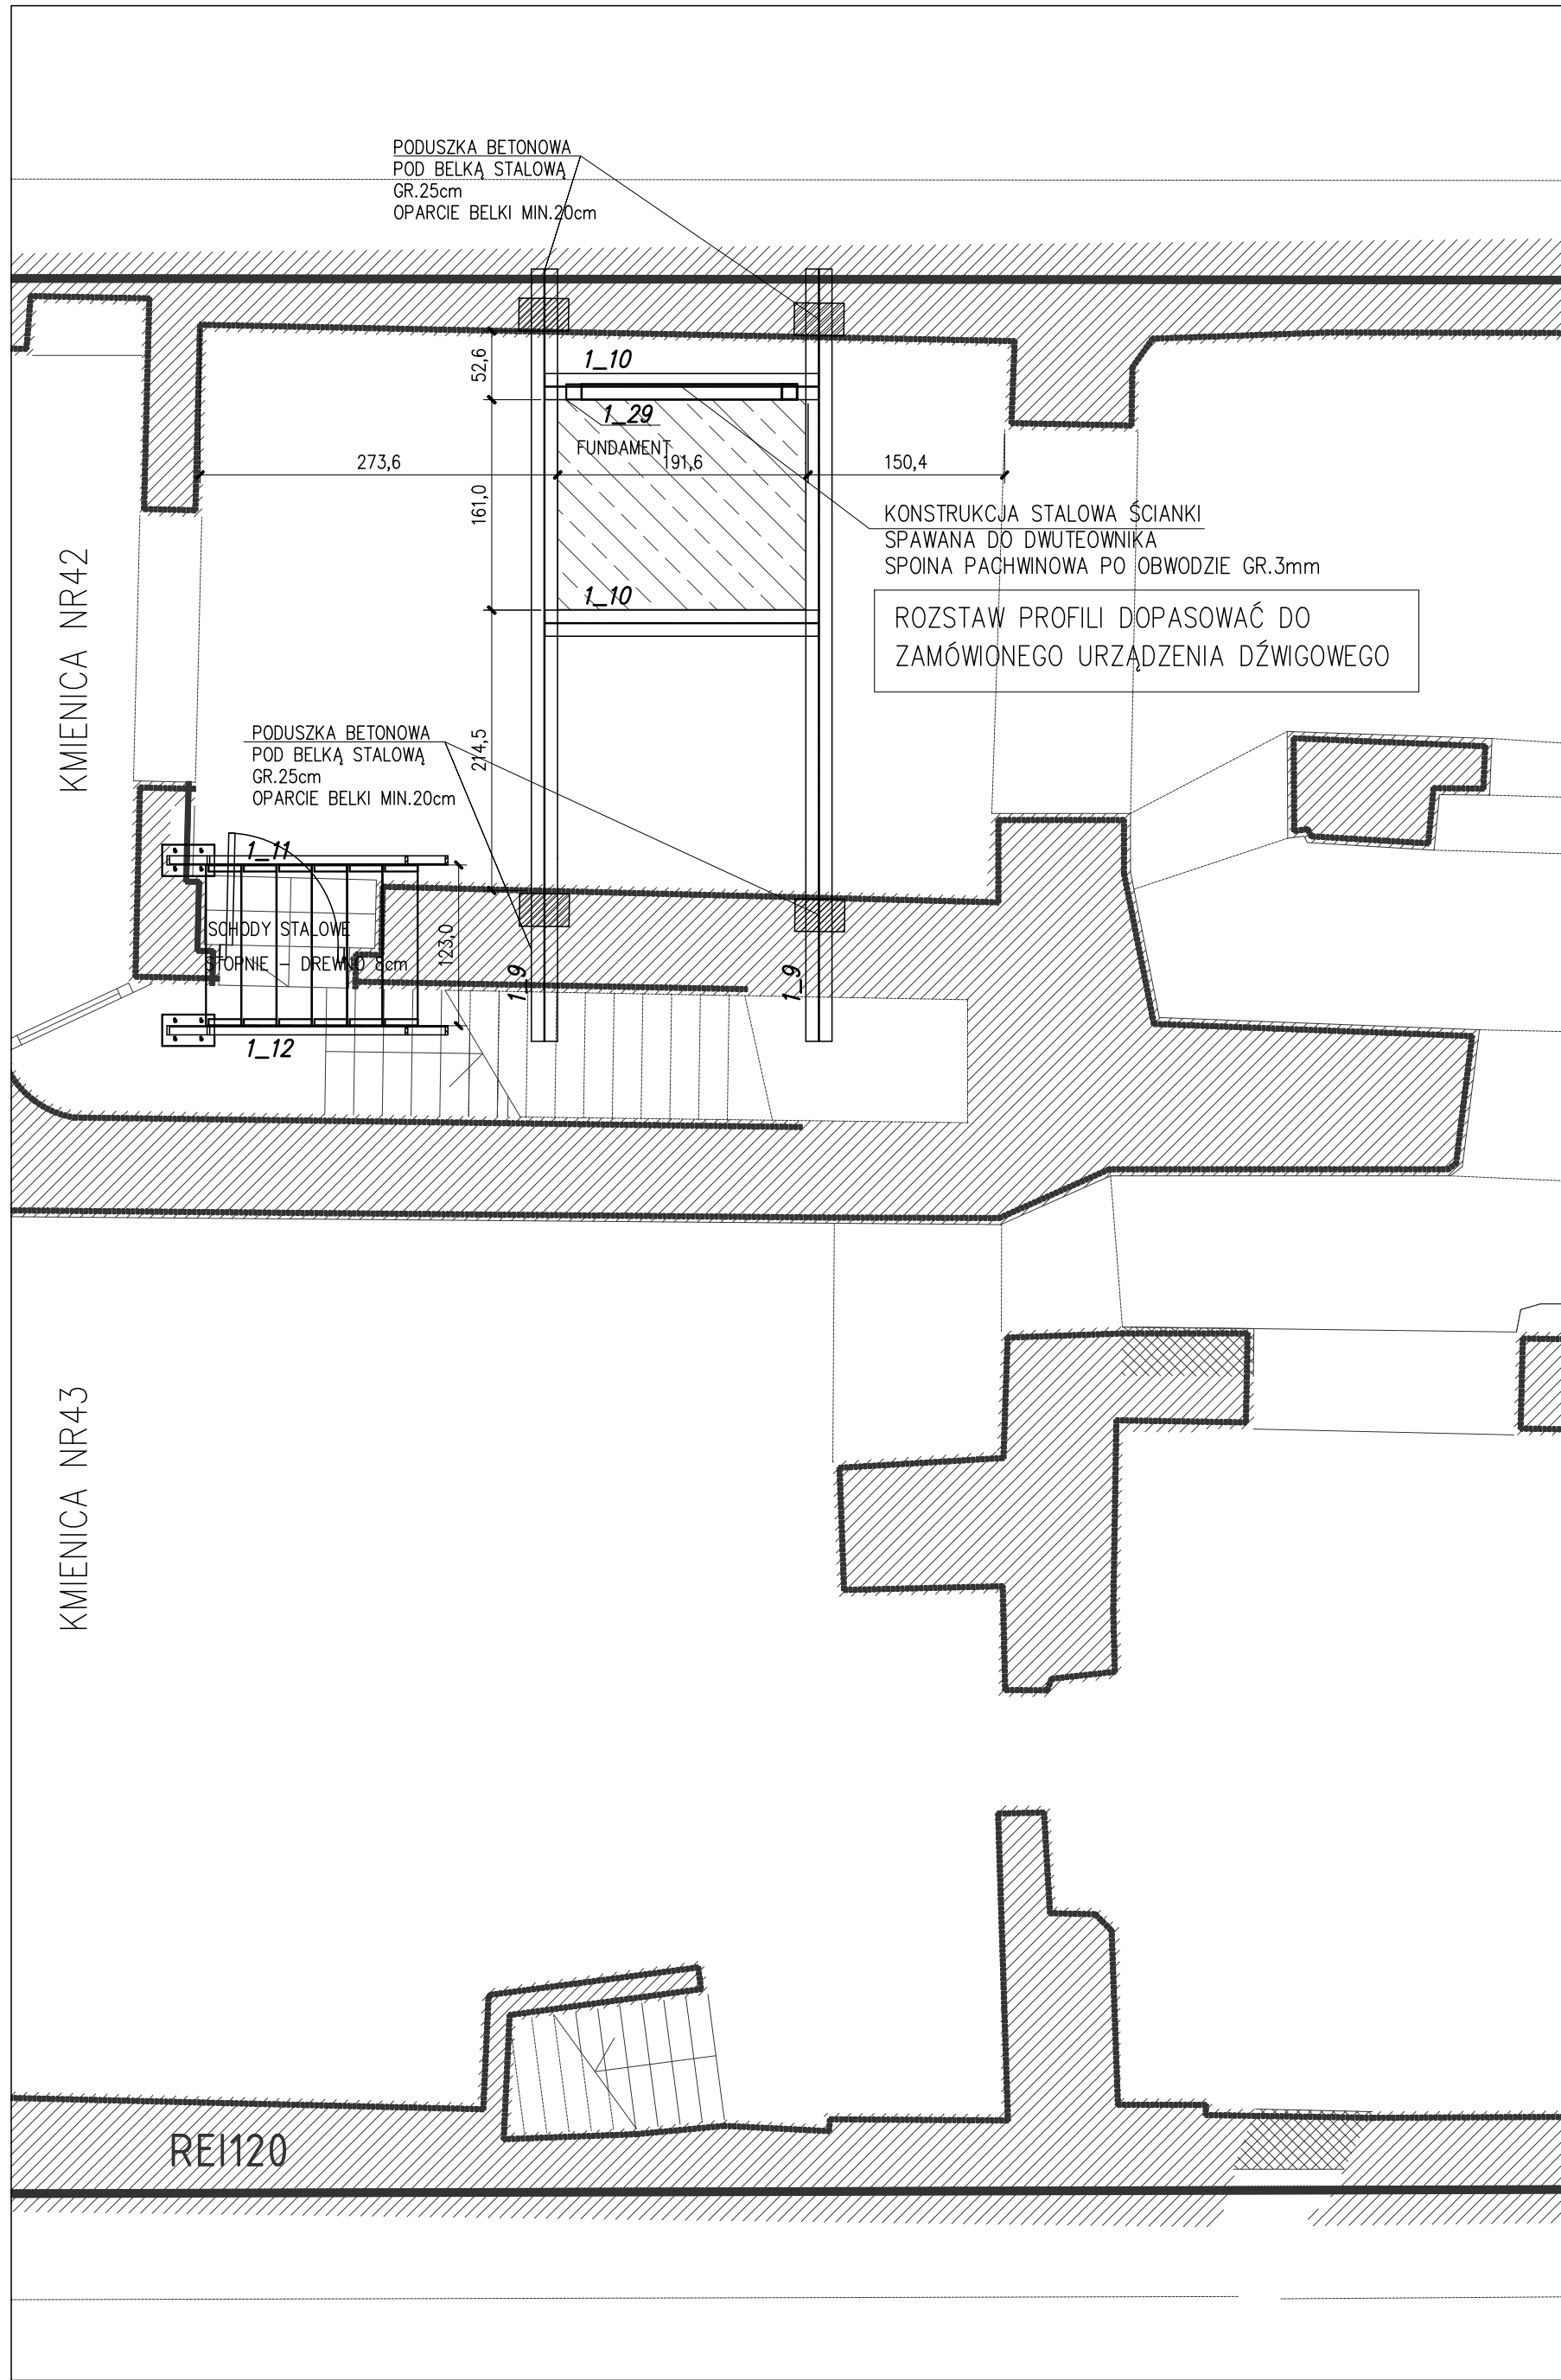 PODUSZKA BETONOWA
POD BELKĄ STALOWĄ
GR.25cm
OPARCIE BELKI MIN.20cm
52,6
1_10
1_29
FUNDAMENT
273,6
191,6
150,4
161,0
KONSTRUKCJA STALOWA ŚCIANKI
SPAWANA DO DWUTEOWNIKA
SPOINA PACHWINOWA PO OBWODZIE GR.3mm
1_10
ROZSTAW PROFILI DOPASOWAĆ DO
ZAMÓWIONEGO URZĄDZENIA DŹWIGOWEGO
KMIENICA NR42
PODUSZKA BETONOWA
POD BELKĄ STALOWĄ
GR.25cm
OPARCIE BELKI MIN.20cm
214,5
1_11
SCHODY STALOWE
STOPNIE – DREWNO 8cm
123,0
1_9
1_9
1_12
KMIENICA NR43
REI120